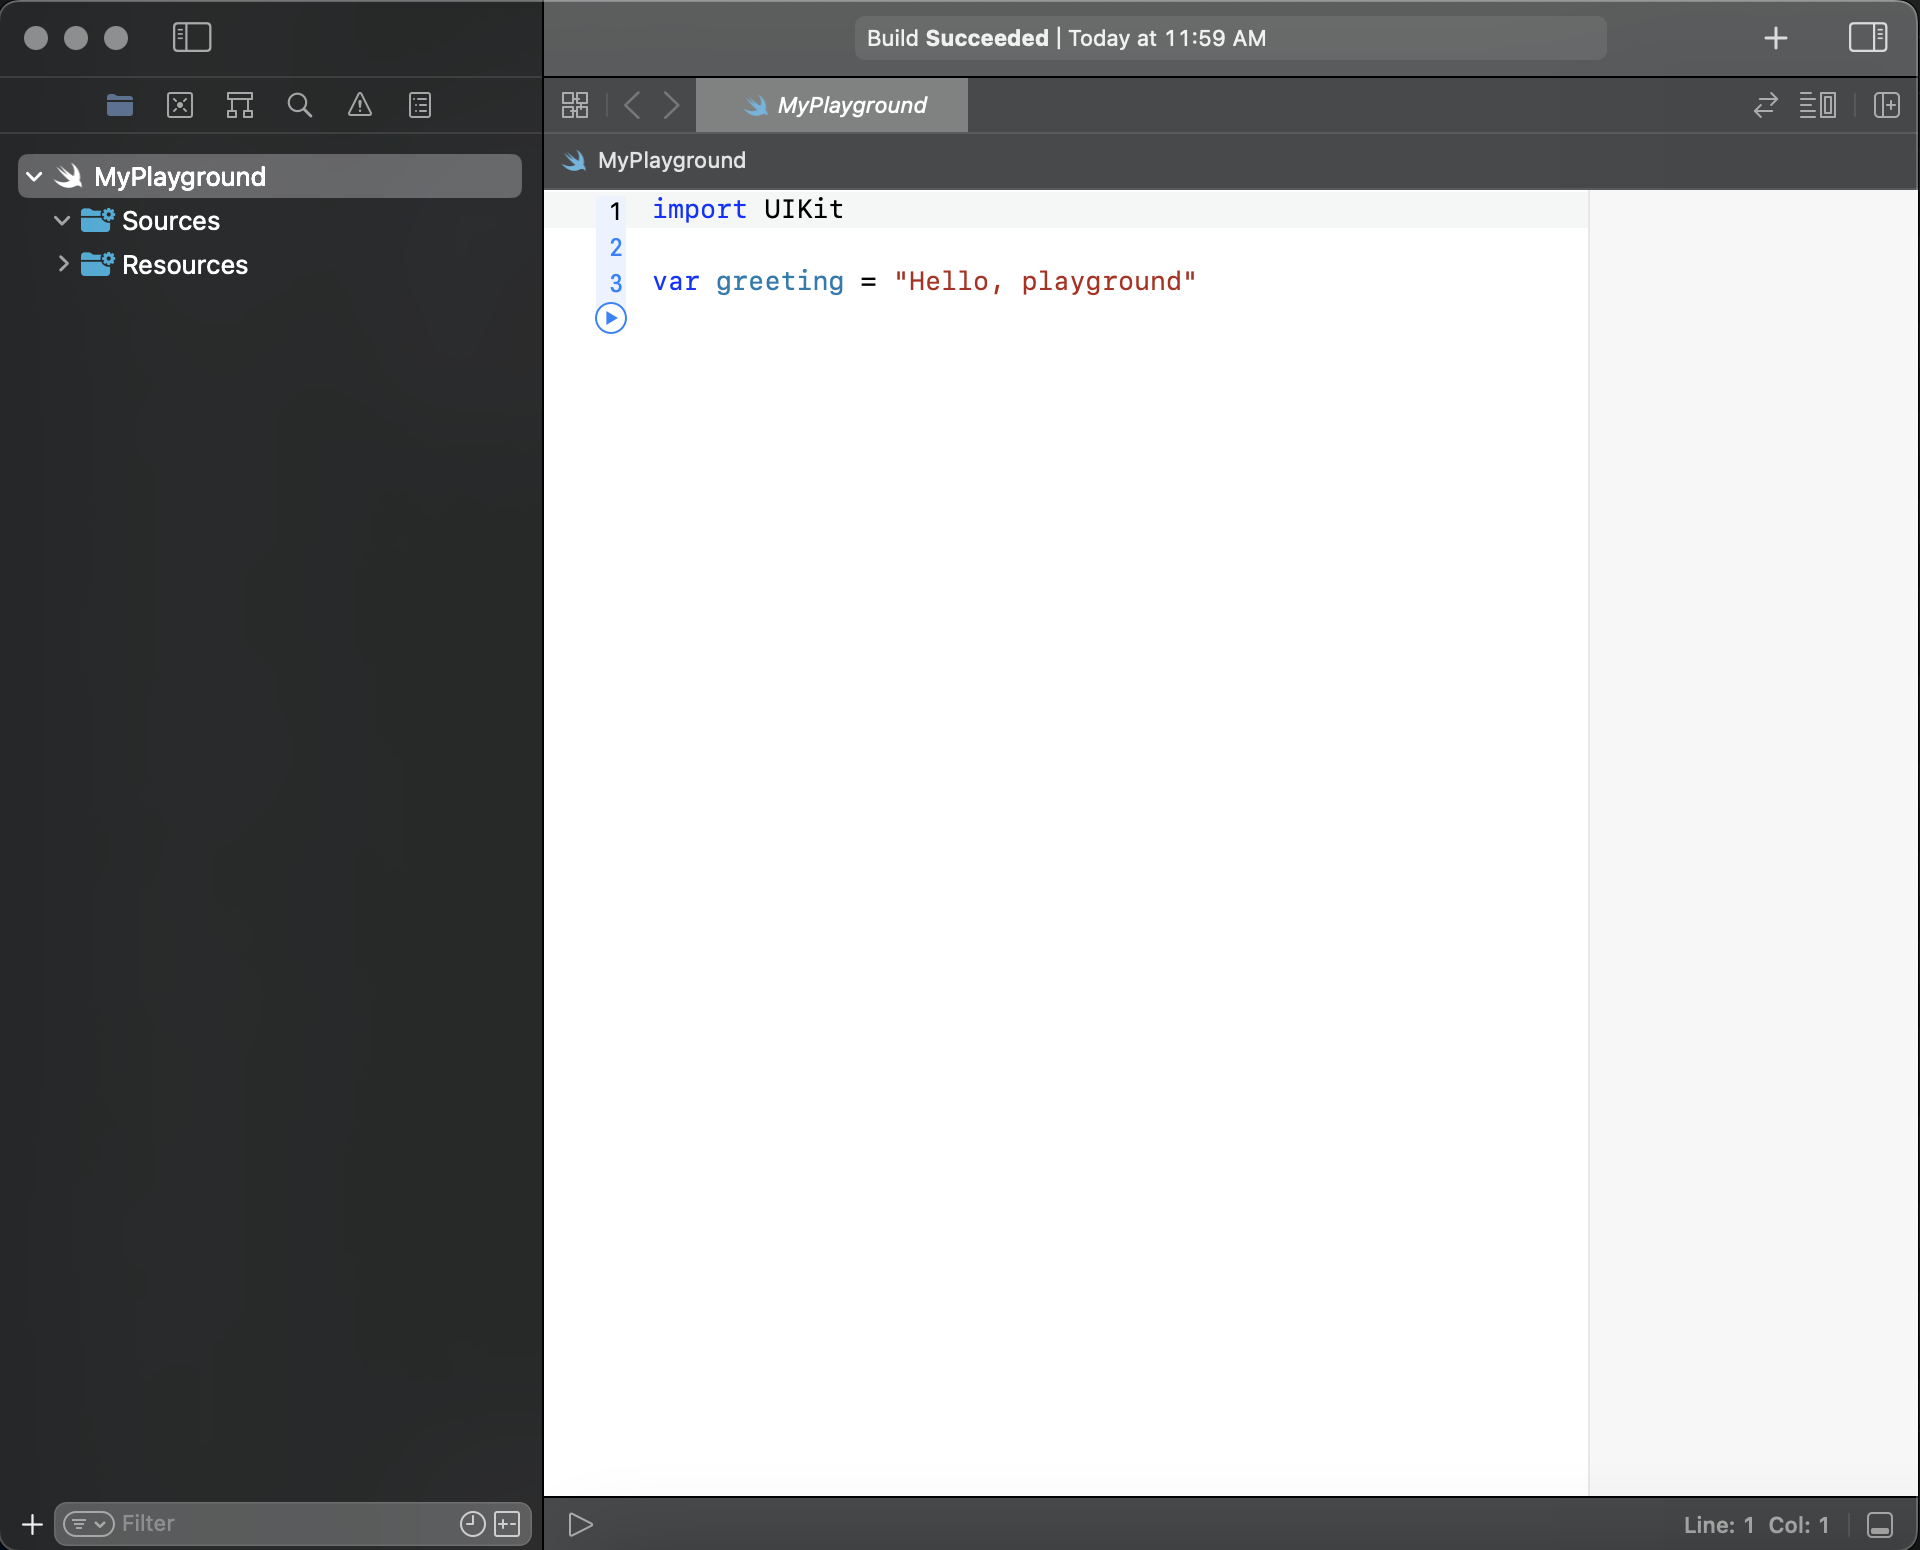 Build Succeeded | Today at 11:59 AM
MyPlayground
MyPlayground
MyPlayground
Sources
Resources
1 import UIKit
2
3 var greeting = "Hello, playground"
Filter
Line: 1 Col: 1